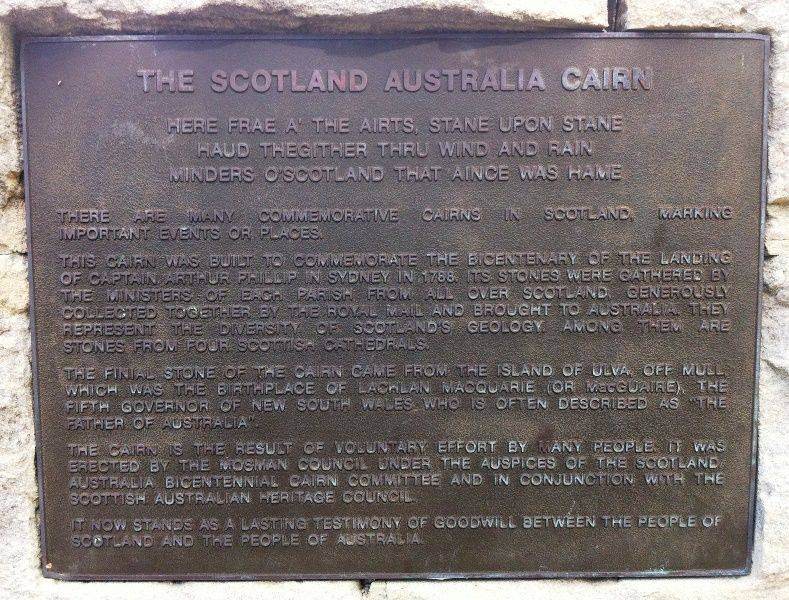 THE SCOTLAND AUSTRALIA CAIRN
HERE FRAE A' THE AIRTS, STANE UPON STANE
HAUD THEGITHER THRU WIND AND RAIN
MINDERS O'SCOTLAND THAT AINCE WAS HAME
THERE ARE MANY COMMEMORATIVE CAIRNS IN SCOTLAND, MARKING
IMPORTANT EVENTS OR PLACES.
THIS CAIRN WAS BUILT TO COMMEMORATE THE BICENTENARY OF THE LANDING
OF CAPTAIN ARTHUR PHILLIP IN SYDNEY IN 1788. ITS STONES WERE GATHERED BY
THE MINISTERS OF EACH PARISH FROM ALL OVER SCOTLAND, GENEROUSLY
COLLECTED TOGETHER BY THE ROYAL MAIL AND BROUGHT TO AUSTRALIA. THEY
REPRESENT THE DIVERSITY OF SCOTLAND'S GEOLOGY. AMONG THEM ARE
STONES FROM FOUR SCOTTISH CATHEDRALS.
THE FINIAL STONE OF THE CAIRN CAME FROM THE ISLAND OF ULVA, OFF MULL,
WHICH WAS THE BIRTHPLACE OF LACHLAN MACQUARIE (OR MacGUAIRE), THE
FIFTH GOVERNOR OF NEW SOUTH WALES WHO IS OFTEN DESCRIBED AS "THE
FATHER OF AUSTRALIA".
THE CAIRN IS THE RESULT OF VOLUNTARY EFFORT BY MANY PEOPLE. IT WAS
ERECTED BY THE MOSMAN COUNCIL UNDER THE AUSPICES OF THE SCOTLAND
AUSTRALIA BICENTENNIAL CAIRN COMMITTEE AND IN CONJUNCTION WITH THE
SCOTTISH AUSTRALIAN HERITAGE COUNCIL.
IT NOW STANDS AS A LASTING TESTIMONY OF GOODWILL BETWEEN THE PEOPLE OF
SCOTLAND AND THE PEOPLE OF AUSTRALIA.